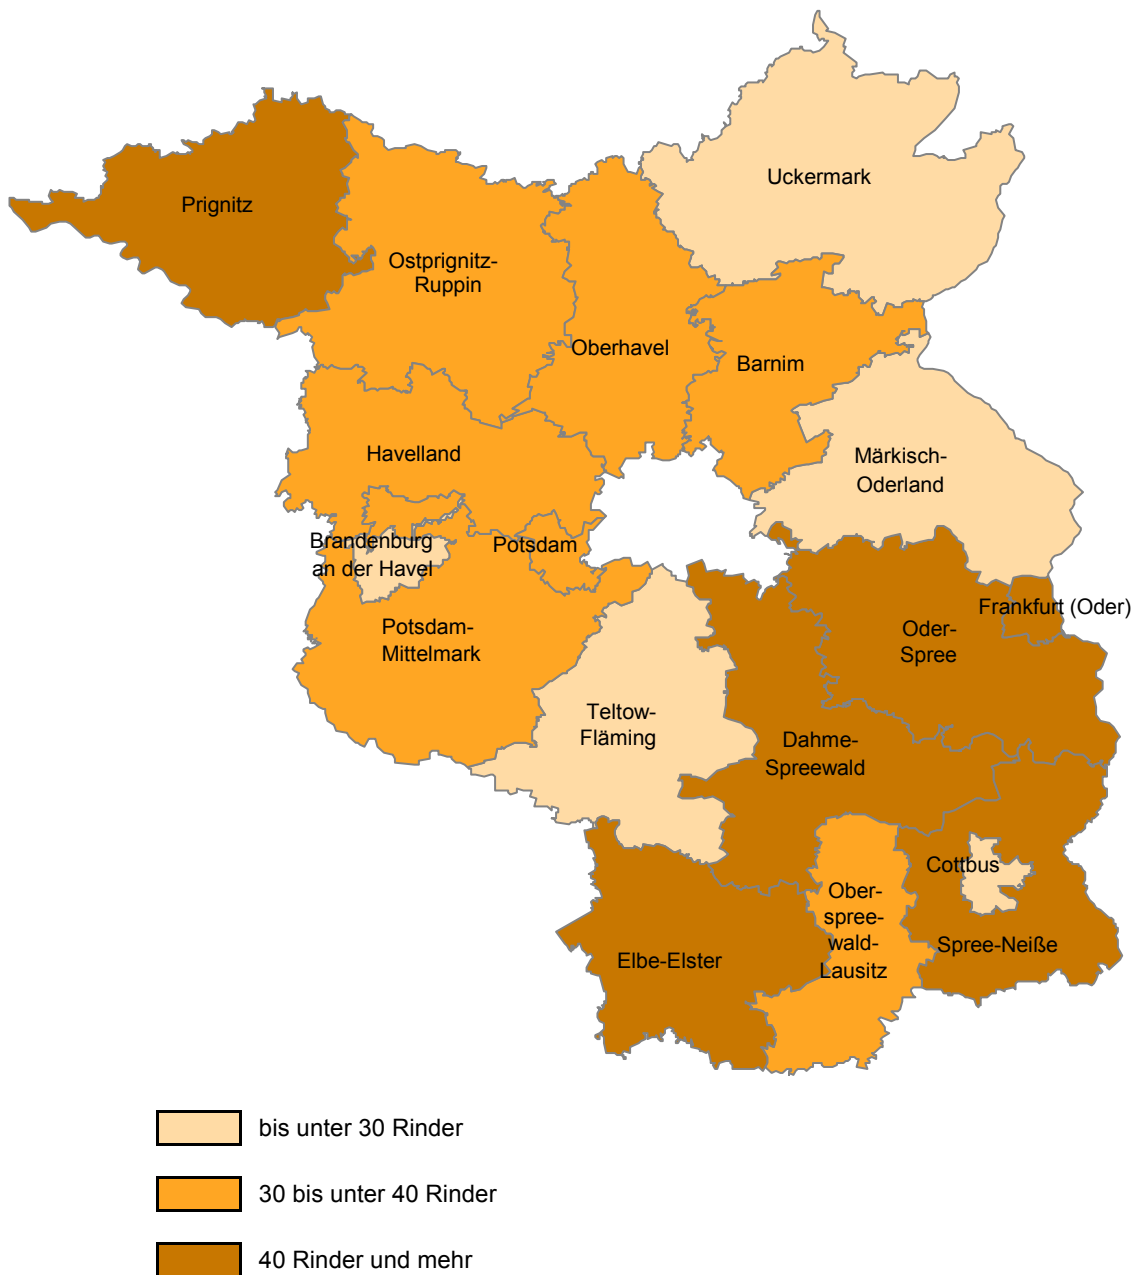 Uckermark
Prignitz
Ostprignitz-
Ruppin
Oberhavel
Barnim
Havelland
Märkisch-
Oderland
Brandenburg
an der Havel
Potsdam
Frankfurt (Oder)
Potsdam-
Mittelmark
Oder-
Spree
Teltow-
Fläming
Dahme-
Spreewald
Cottbus
Ober-
spree-
wald-
Lausitz
Spree-Neiße
Elbe-Elster
bis unter 30 Rinder
30 bis unter 40 Rinder
40 Rinder und mehr